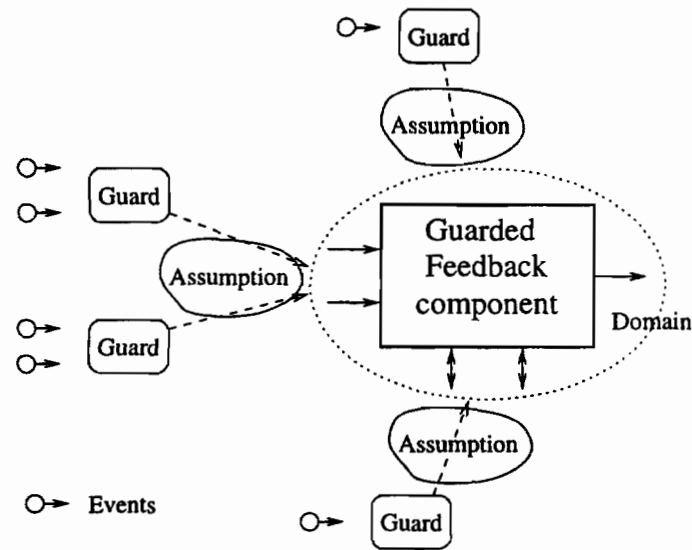 Guard
Assumption
Guard
Guarded
Feedback
component
Assumption
Domain
Guard
Assumption
Events
Guard